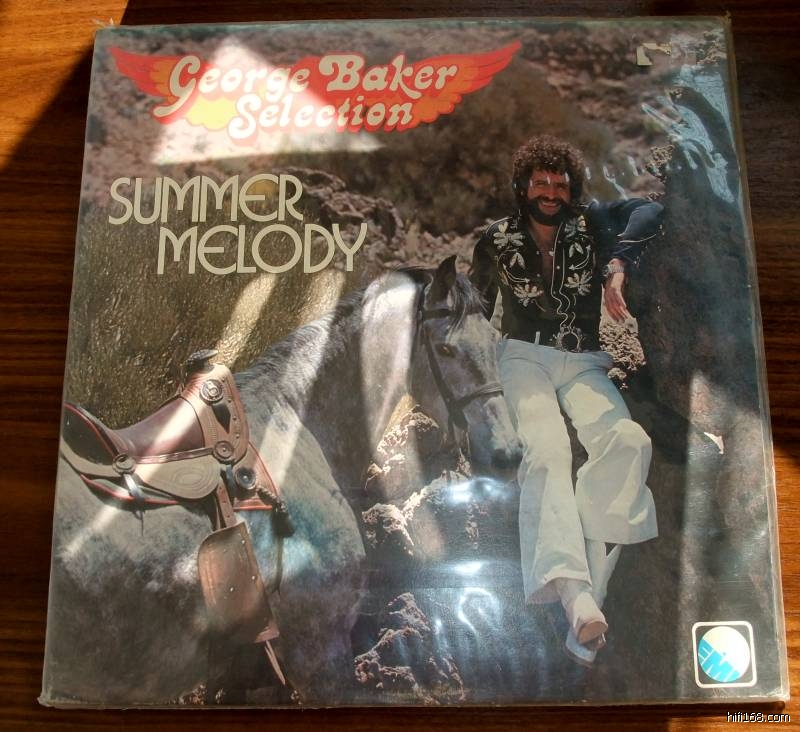 George Baker
Selection
SUMMER
MELODY
EMI
hifi168.com